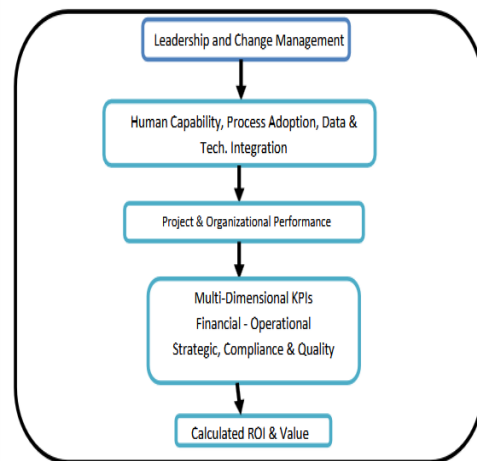 Leadership and Change Management
Human Capability, Process Adoption, Data &
Tech. Integration
Project & Organizational Performance
Multi-Dimensional KPIs
Financial - Operational
Strategic, Compliance & Quality
Calculated ROI & Value